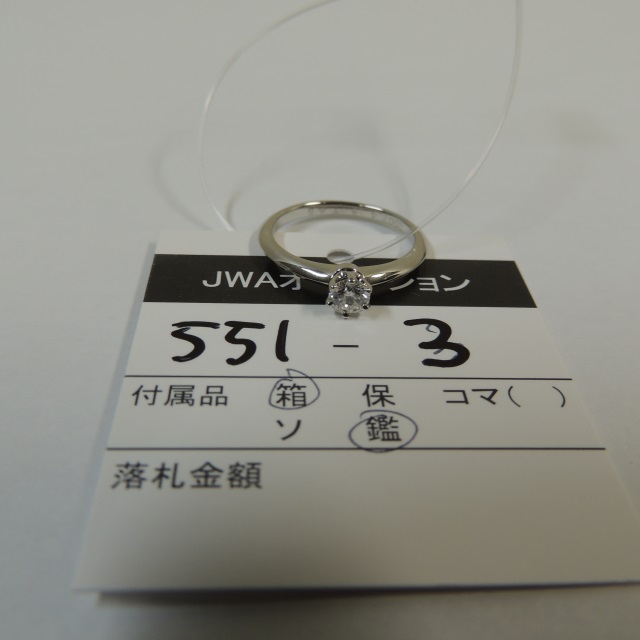 JWAオ ション
551 - 3
付属品 箱 保 コマ( )
ソ 鑑
落札金額